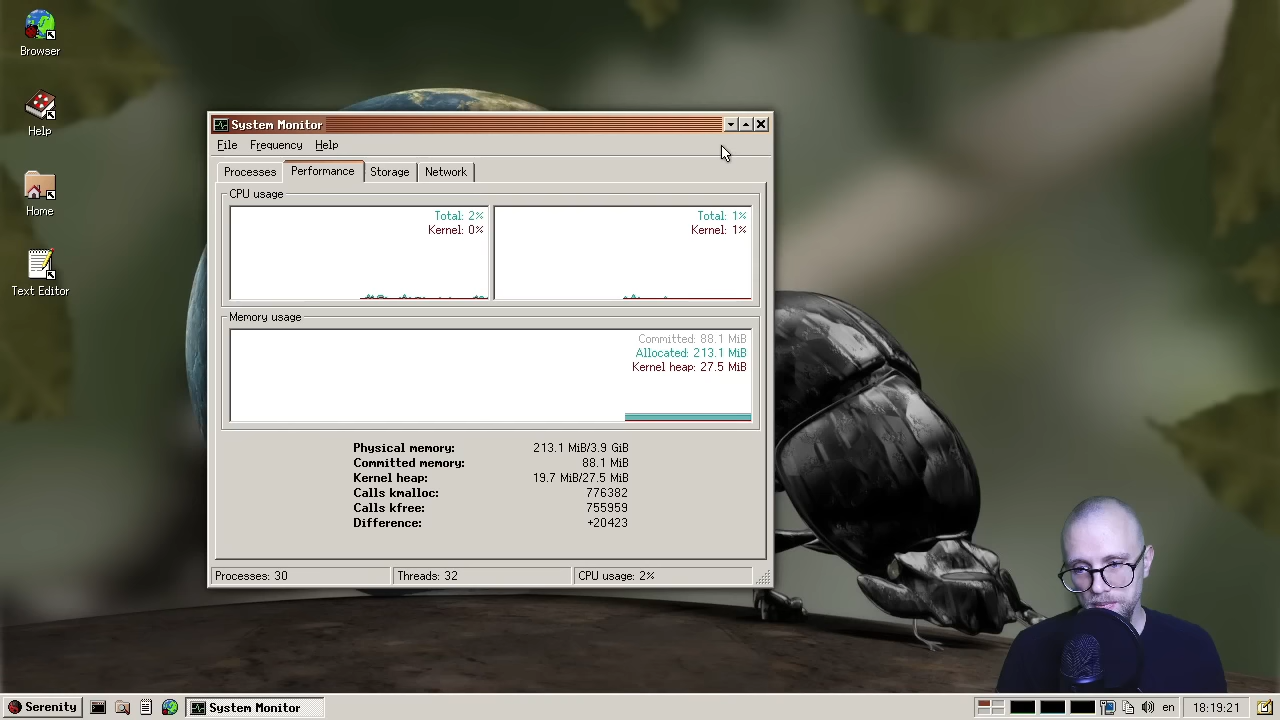 Browser
Help
Home
Text Editor
System Monitor
File Frequency Help
Processes Performance Storage Network
CPU usage
Total: 2%
Kernel: 0%
Total: 1%
Kernel: 1%
Memory usage
Committed: 88.1 MiB
Allocated: 213.1 MiB
Kernel heap: 27.5 MiB
Physical memory: 213.1 MiB/3.9 GiB
Committed memory: 88.1 MiB
Kernel heap: 19.7 MiB/27.5 MiB
Calls kmalloc: 776382
Calls kfree: 755959
Difference: +20423
Processes: 30 Threads: 32 CPU usage: 2%
Serenity System Monitor en 18:19:21